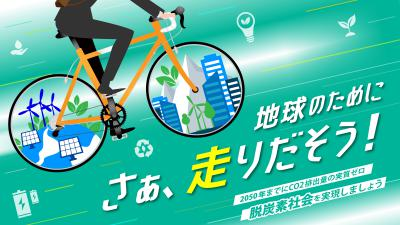 地球のために
さぁ、走りだそう!
2050年までにCO2排出量の実質ゼロ
脱炭素社会を実現しましょう